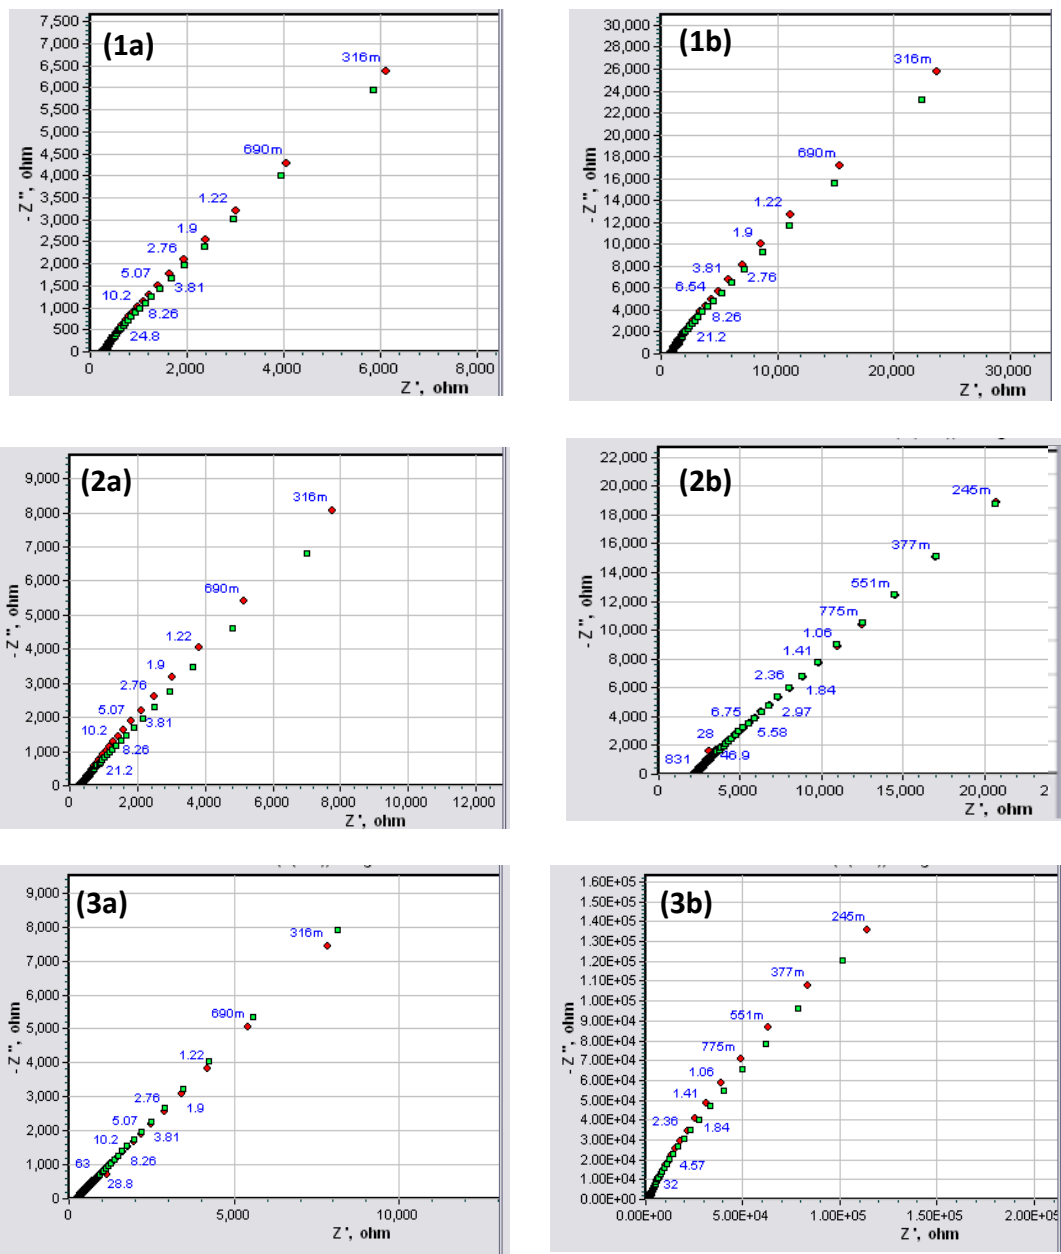 (1a)
7,500
7,000
6,500
6,000
5,500
5,000
4,500
4,000
3,500
3,000
2,500
2,000
1,500
1,000
500
0
- Z'', ohm
316m
690m
1.22
1.9
2.76
5.07
3.81
10.2
8.26
24.8
0 2,000 4,000 6,000 8,000
Z', ohm
(1b)
30,000
28,000
26,000
24,000
22,000
20,000
18,000
16,000
14,000
12,000
10,000
8,000
6,000
4,000
2,000
0
- Z'', ohm
316m
690m
1.22
1.9
3.81
2.76
6.54
8.26
21.2
0 10,000 20,000 30,000
Z', ohm
(2a)
9,000
8,000
7,000
6,000
5,000
4,000
3,000
2,000
1,000
0
- Z'', ohm
316m
690m
1.22
1.9
2.76
5.07
3.81
10.2
8.26
21.2
0 2,000 4,000 6,000 8,000 10,000 12,000
Z', ohm
(2b)
22,000
20,000
18,000
16,000
14,000
12,000
10,000
8,000
6,000
4,000
2,000
0
- Z'', ohm
245m
377m
551m
775m
1.06
1.41
2.36
1.84
2.97
6.75
5.58
28
46.9
831
0 5,000 10,000 15,000 20,000 2
Z', ohm
(3a)
9,000
8,000
7,000
6,000
5,000
4,000
3,000
2,000
1,000
0
- Z'', ohm
316m
690m
1.22
2.76
1.9
5.07
3.81
10.2
8.26
63
28.8
0 5,000 10,000
Z', ohm
(3b)
1.60E+05
1.50E+05
1.40E+05
1.30E+05
1.20E+05
1.10E+05
1.00E+05
9.00E+04
8.00E+04
7.00E+04
6.00E+04
5.00E+04
4.00E+04
3.00E+04
2.00E+04
1.00E+04
0.00E+00
- Z'', ohm
245m
377m
551m
775m
1.06
1.41
2.36
1.84
4.57
32
0.00E+00 5.00E+04 1.00E+05 1.50E+05 2.00E+05
Z', ohm